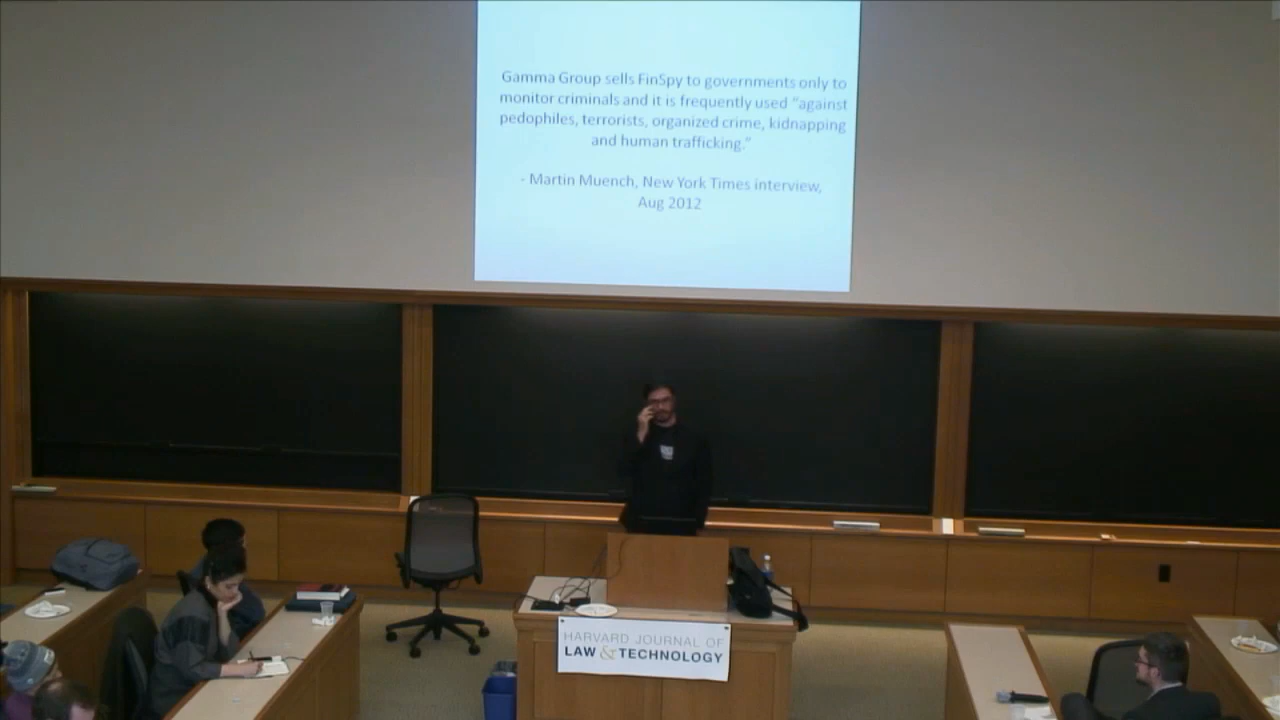 Gamma Group sells FinSpy to governments only to
monitor criminals and it is frequently used “against
pedophiles, terrorists, organized crime, kidnapping
and human trafficking.”
- Martin Muench, New York Times interview,
Aug 2012
HARVARD JOURNAL OF
LAW & TECHNOLOGY